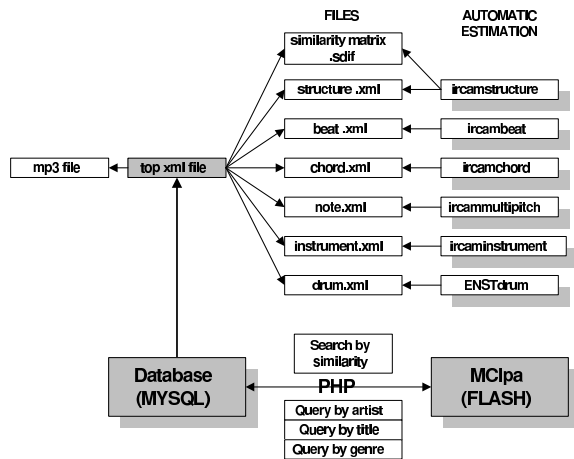 FILES
AUTOMATIC
ESTIMATION
similarity matrix
.sdif
structure .xml
ircamstructure
beat .xml
ircambeat
mp3 file
top xml file
chord.xml
ircamchord
note.xml
ircammultipitch
instrument.xml
ircaminstrument
drum.xml
ENSTdrum
Search by
similarity
Database
(MYSQL)
PHP
MCIpa
(FLASH)
Query by artist
Query by title
Query by genre